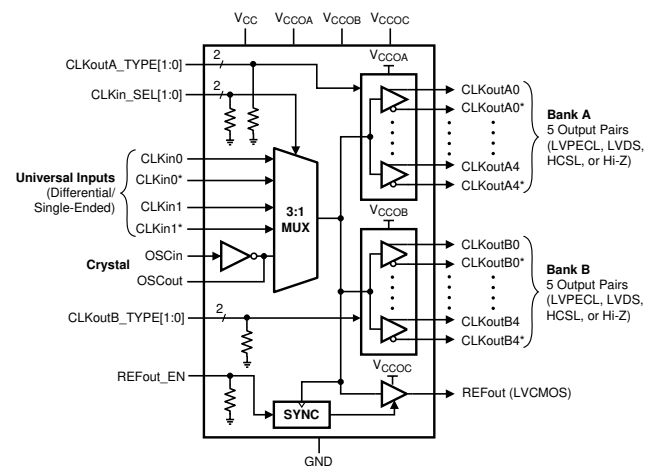 VCC VCCOA VCCOB VCCOC
CLKoutA_TYPE[1:0] 2
VCCOA
CLKin_SEL[1:0] 2
CLKoutA0
CLKoutA0*
Bank A
5 Output Pairs
(LVPECL, LVDS,
HCSL, or Hi-Z)
CLKoutA4
CLKoutA4*
Universal Inputs
(Differential/
Single-Ended)
CLKin0
CLKin0*
CLKin1
CLKin1*
3:1
MUX
Crystal
OSCin
OSCout
VCCOB
CLKoutB0
CLKoutB0*
Bank B
5 Output Pairs
(LVPECL, LVDS,
HCSL, or Hi-Z)
CLKoutB4
CLKoutB4*
CLKoutB_TYPE[1:0] 2
REFout_EN
VCCOC
SYNC
REFout (LVCMOS)
GND